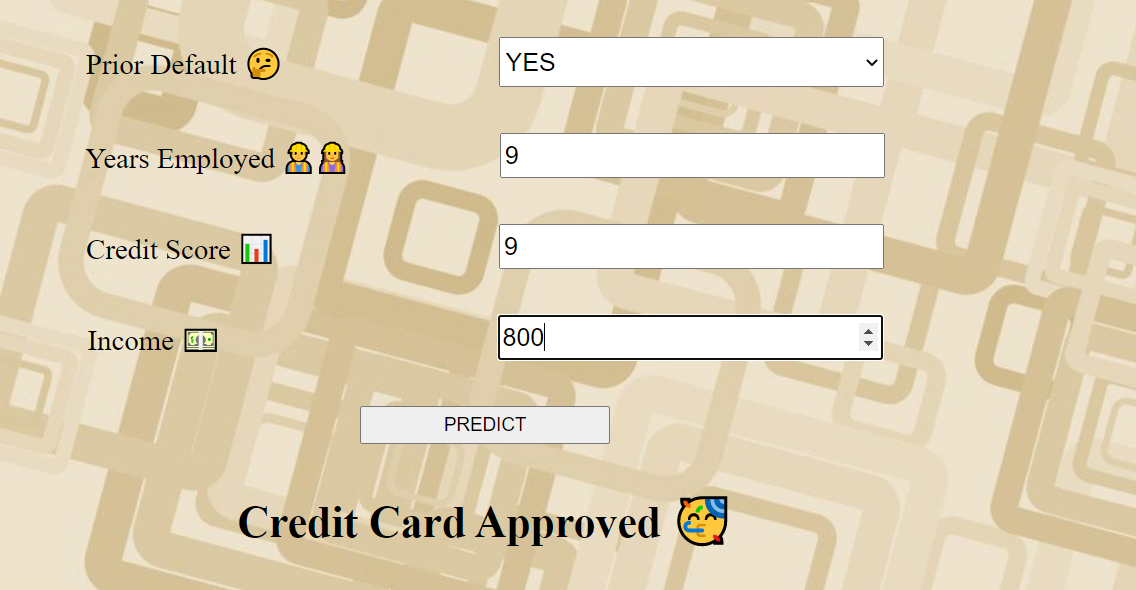 Prior Default 🤔 YES
Years Employed 👷👷‍♀️ 9
Credit Score 📊 9
Income 💵 800
PREDICT
Credit Card Approved 🥳